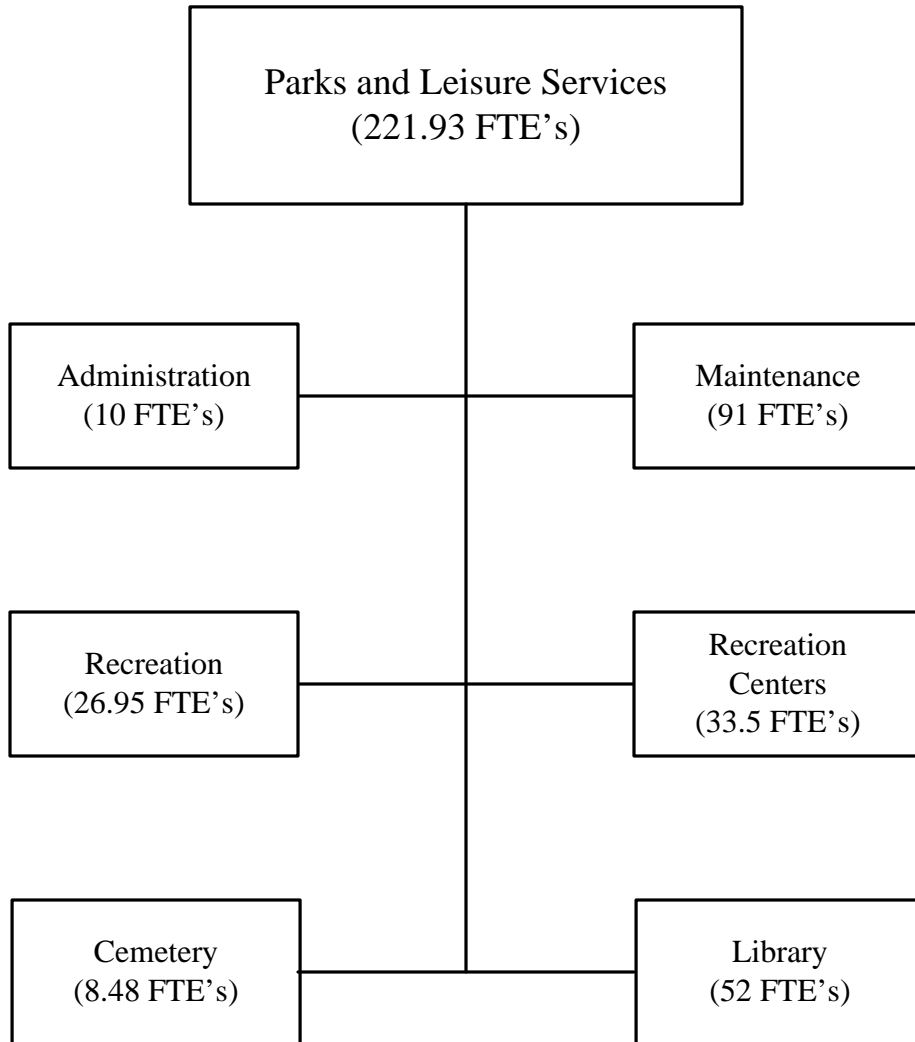 Parks and Leisure Services
(221.93 FTE’s)
Administration
(10 FTE’s)
Maintenance
(91 FTE’s)
Recreation
(26.95 FTE’s)
Recreation
Centers
(33.5 FTE’s)
Cemetery
(8.48 FTE’s)
Library
(52 FTE’s)